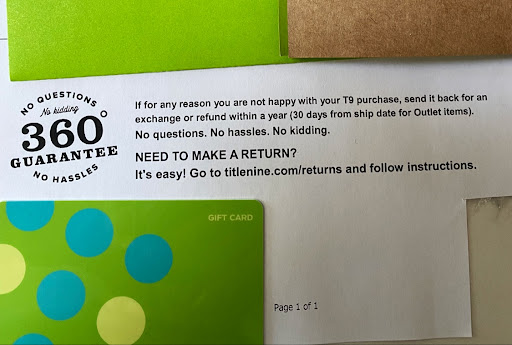 NO QUESTIONS
No kidding
360
GUARANTEE
NO HASSLES
If for any reason you are not happy with your T9 purchase, send it back for an
exchange or refund within a year (30 days from ship date for Outlet items).
No questions. No hassles. No kidding.
NEED TO MAKE A RETURN?
It's easy! Go to titlenine.com/returns and follow instructions.
GIFT CARD
Page 1 of 1